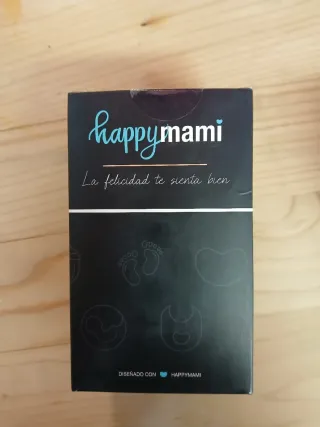 happymami
La felicidad te sienta bien
DISEÑADO CON HAPPYMAMI